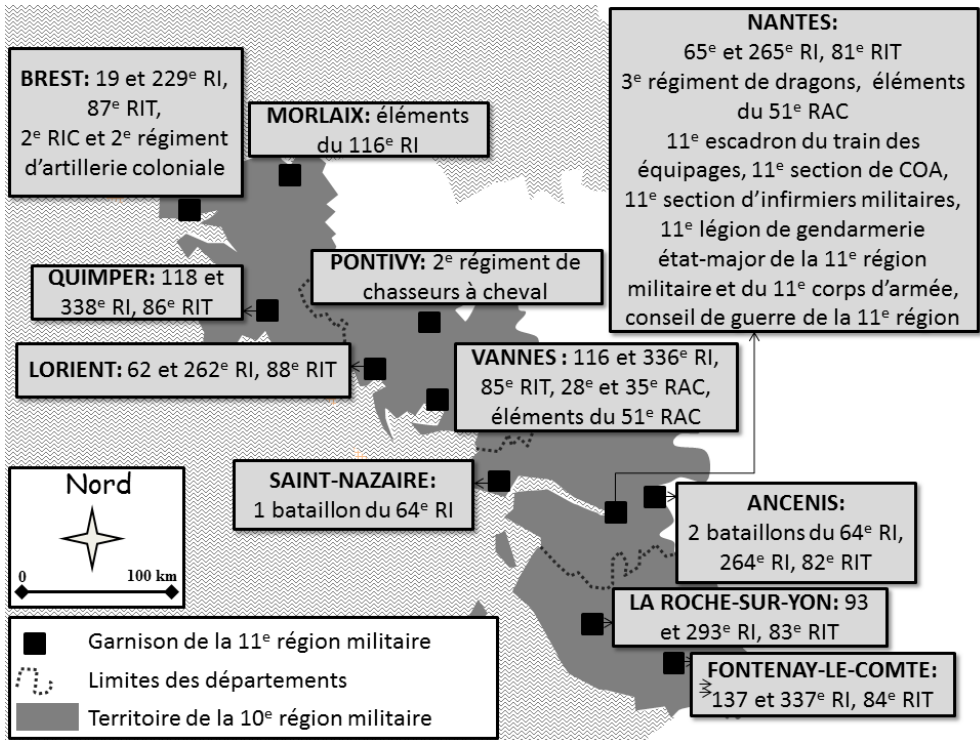 BREST: 19 et 229e RI,
87e RIT,
2e RIC et 2e régiment
d'artillerie coloniale
MORLAIX: éléments
du 116e RI
NANTES:
65e et 265e RI, 81e RIT
3e régiment de dragons, éléments
du 51e RAC
11e escadron du train des
équipages, 11e section de COA,
11e section d'infirmiers militaires,
11e légion de gendarmerie
état-major de la 11e région
militaire et du 11e corps d'armée,
conseil de guerre de la 11e région
QUIMPER: 118 et
338e RI, 86e RIT
PONTIVY: 2e régiment de
chasseurs à cheval
LORIENT: 62 et 262e RI, 88e RIT
VANNES : 116 et 336e RI,
85e RIT, 28e et 35e RAC,
éléments du 51e RAC
SAINT-NAZAIRE:
1 bataillon du 64e RI
ANCENIS:
2 bataillons du 64e RI,
264e RI, 82e RIT
LA ROCHE-SUR-YON: 93
et 293e RI, 83e RIT
FONTENAY-LE-COMTE:
137 et 337e RI, 84e RIT
Nord
0 100 km
Garnison de la 11e région militaire
Limites des départements
Territoire de la 10e région militaire